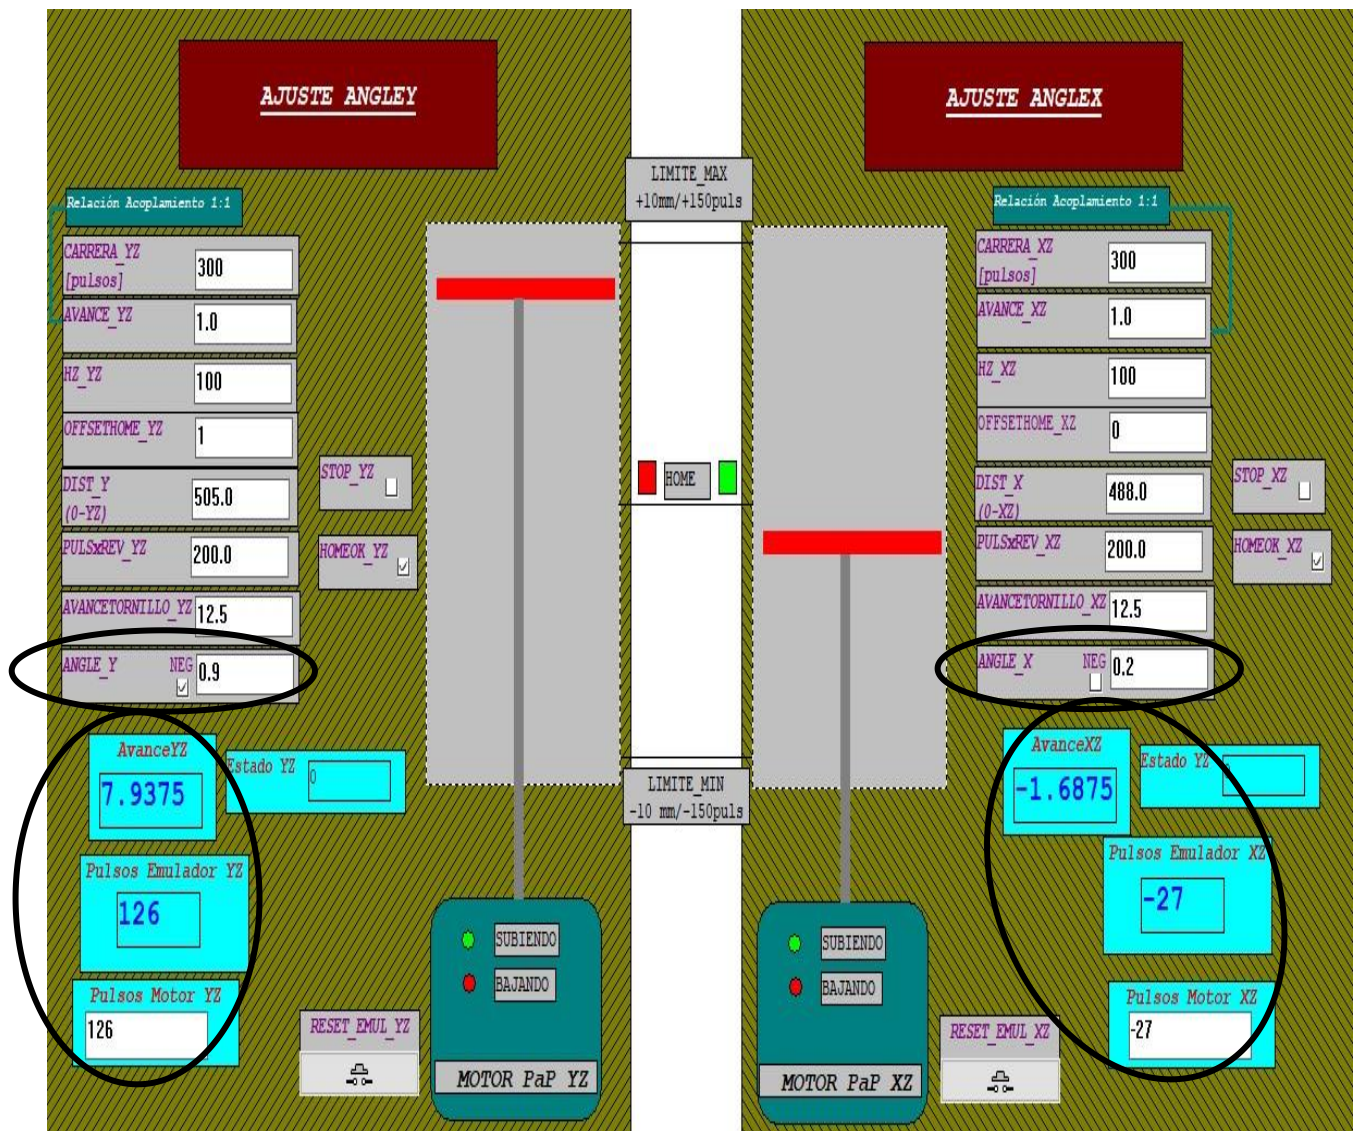 AJUSTE ANGLEY
Relación Acoplamiento 1:1
CARRERA_YZ
[pulsos]
300
AVANCE_YZ
1.0
HZ_YZ
100
OFFSETHOME_YZ
1
DIST_Y
(0-YZ)
505.0
PULSxREV_YZ
200.0
AVANCETORNILLO_YZ
12.5
ANGLE_Y
NEG
0.9
STOP_YZ
HOMEOK_YZ
AvanceYZ
7.9375
Estado YZ
0
Pulsos Emulador YZ
126
Pulsos Motor YZ
126
RESET_EMUL_YZ
SUBIENDO
BAJANDO
MOTOR PaP YZ
LIMITE_MAX
+10mm/+150puls
HOME
LIMITE_MIN
-10 mm/-150puls
AJUSTE ANGLEX
Relación Acoplamiento 1:1
CARRERA_XZ
[pulsos]
300
AVANCE_XZ
1.0
HZ_XZ
100
OFFSETHOME_XZ
0
DIST_X
(0-XZ)
488.0
PULSxREV_XZ
200.0
AVANCETORNILLO_XZ
12.5
ANGLE_X
NEG
0.2
STOP_XZ
HOMEOK_XZ
AvanceXZ
-1.6875
Estado YZ
Pulsos Emulador XZ
-27
Pulsos Motor XZ
-27
RESET_EMUL_XZ
SUBIENDO
BAJANDO
MOTOR PaP XZ